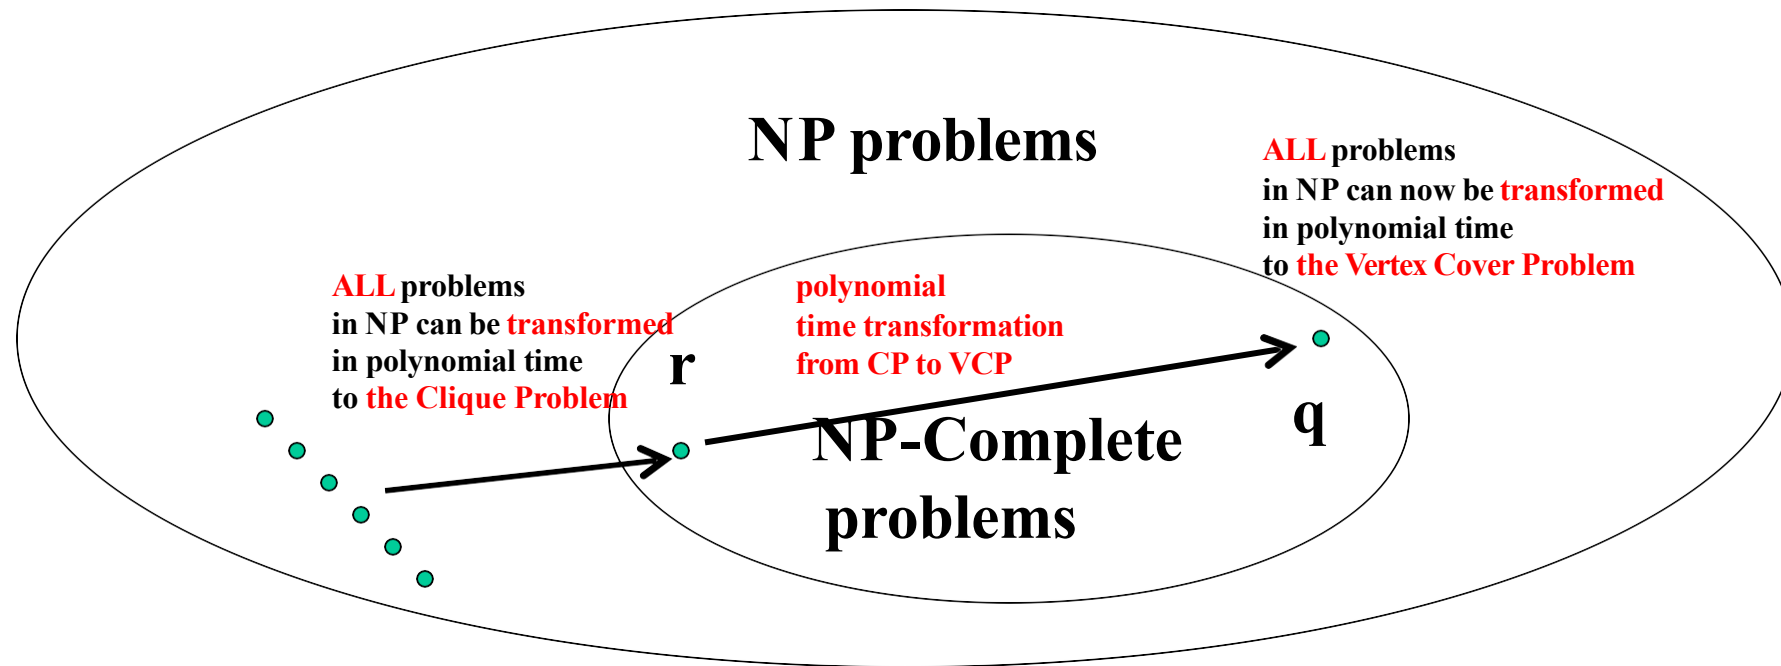 NP problems
ALL problems
in NP can now be transformed
in polynomial time
to the Vertex Cover Problem
ALL problems
in NP can be transformed
in polynomial time
to the Clique Problem
r
polynomial
time transformation
from CP to VCP
q
NP-Complete
problems